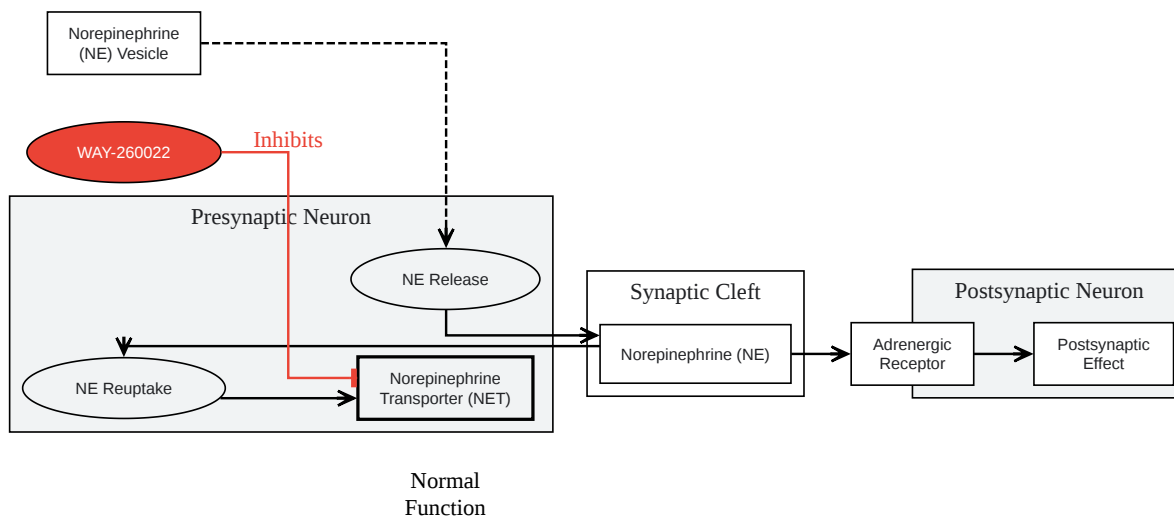 Norepinephrine
(NE) Vesicle
WAY-260022
Inhibits
Presynaptic Neuron
NE Release
Synaptic Cleft
Postsynaptic Neuron
Norepinephrine (NE)
Adrenergic
Receptor
Postsynaptic
Effect
NE Reuptake
Norepinephrine
Transporter (NET)
Normal
Function